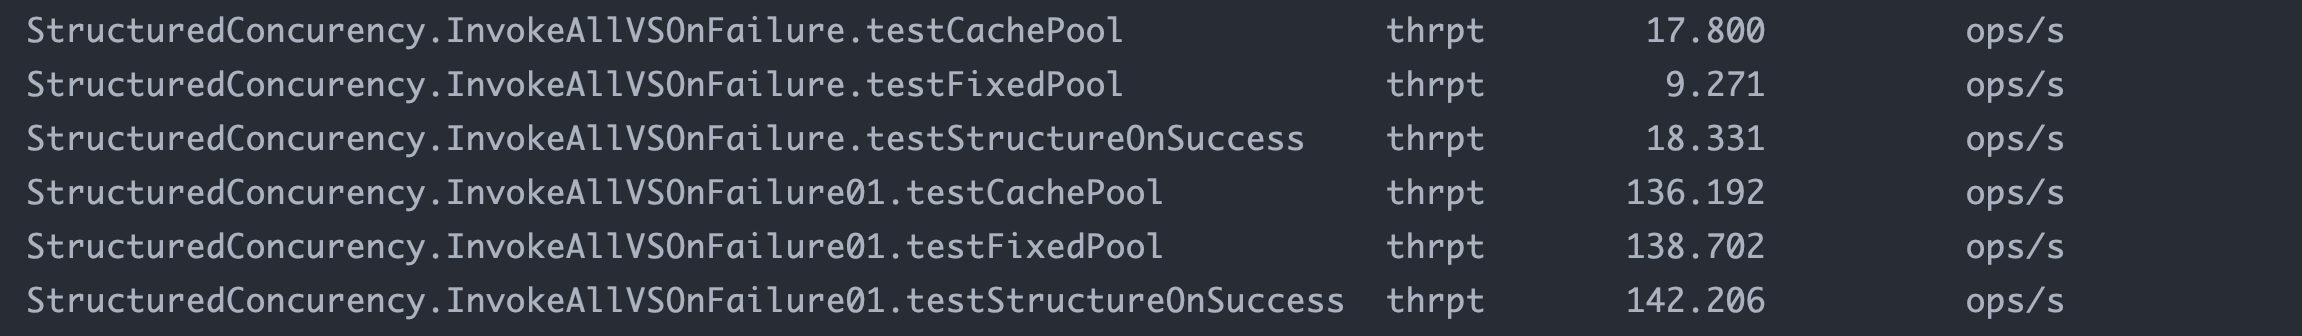 StructuredConcurency.InvokeAllVSOnFailure.testCachePool thrpt 17.800 ops/s
StructuredConcurency.InvokeAllVSOnFailure.testFixedPool thrpt 9.271 ops/s
StructuredConcurency.InvokeAllVSOnFailure.testStructureOnSuccess thrpt 18.331 ops/s
StructuredConcurency.InvokeAllVSOnFailure01.testCachePool thrpt 136.192 ops/s
StructuredConcurency.InvokeAllVSOnFailure01.testFixedPool thrpt 138.702 ops/s
StructuredConcurency.InvokeAllVSOnFailure01.testStructureOnSuccess thrpt 142.206 ops/s